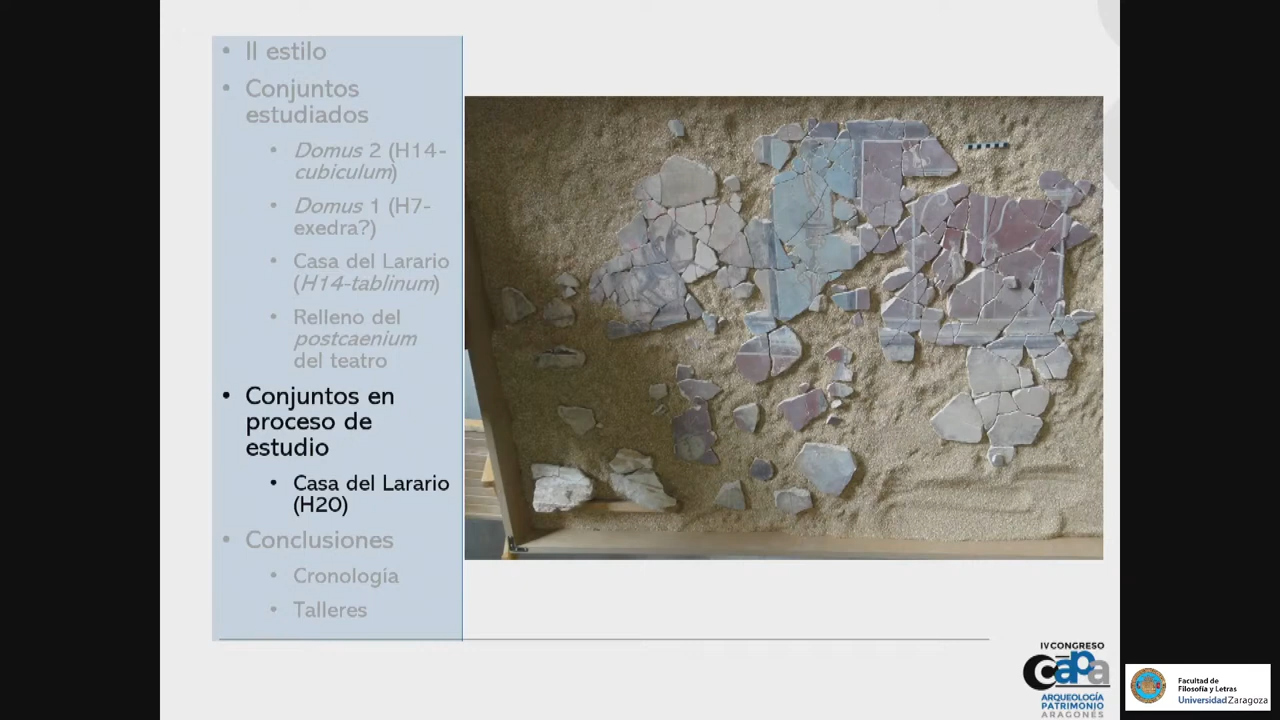 • II estilo
• Conjuntos
estudiados
• Domus 2 (H14-
cubiculum)
• Domus 1 (H7-
exedra?)
• Casa del Larario
(H14-tablinum)
• Relleno del
postcaenium
del teatro
• Conjuntos en
proceso de
estudio
• Casa del Larario
(H20)
• Conclusiones
• Cronología
• Talleres
IV CONGRESO
capa
ARQUEOLOGÍA
PATRIMONIO
ARAGONÉS
Facultad de
Filosofía y Letras
Universidad Zaragoza